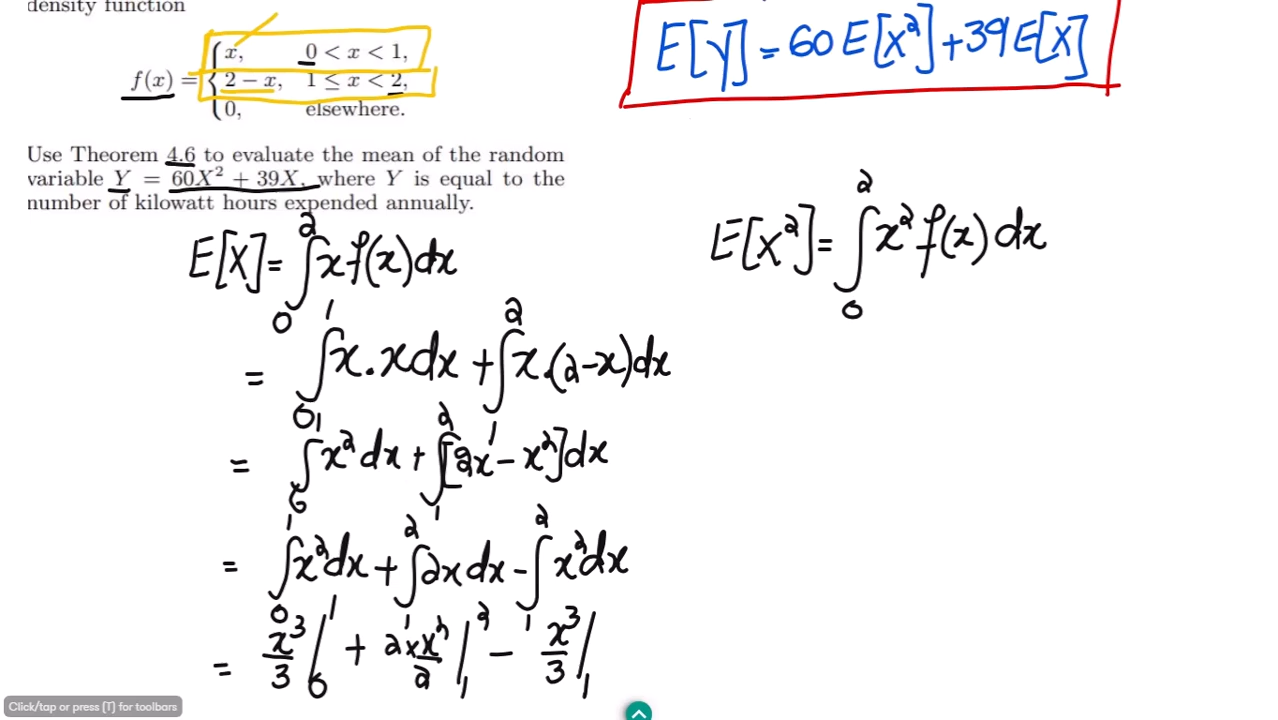 density function
f(x) = { x, 0 < x < 1,
2 − x, 1 ≤ x < 2,
0, elsewhere.
Use Theorem 4.6 to evaluate the mean of the random
variable Y = 60X² + 39X, where Y is equal to the
number of kilowatt hours expended annually.
E[Y] = 60 E[X²] + 39 E[X]
E[X] = ∫₀² x f(x) dx
= ∫₀¹ x . x dx + ∫₁² x . (2 − x) dx
= ∫₀¹ x² dx + ∫₁² [2x − x²] dx
= ∫₀¹ x² dx + ∫₁² 2x dx − ∫₁² x² dx
= x³/3 |₀¹ + 2 × x²/2 |₁² − x³/3 |₁
E[X²] = ∫₀² x² f(x) dx
Click/tap or press (T) for toolbars